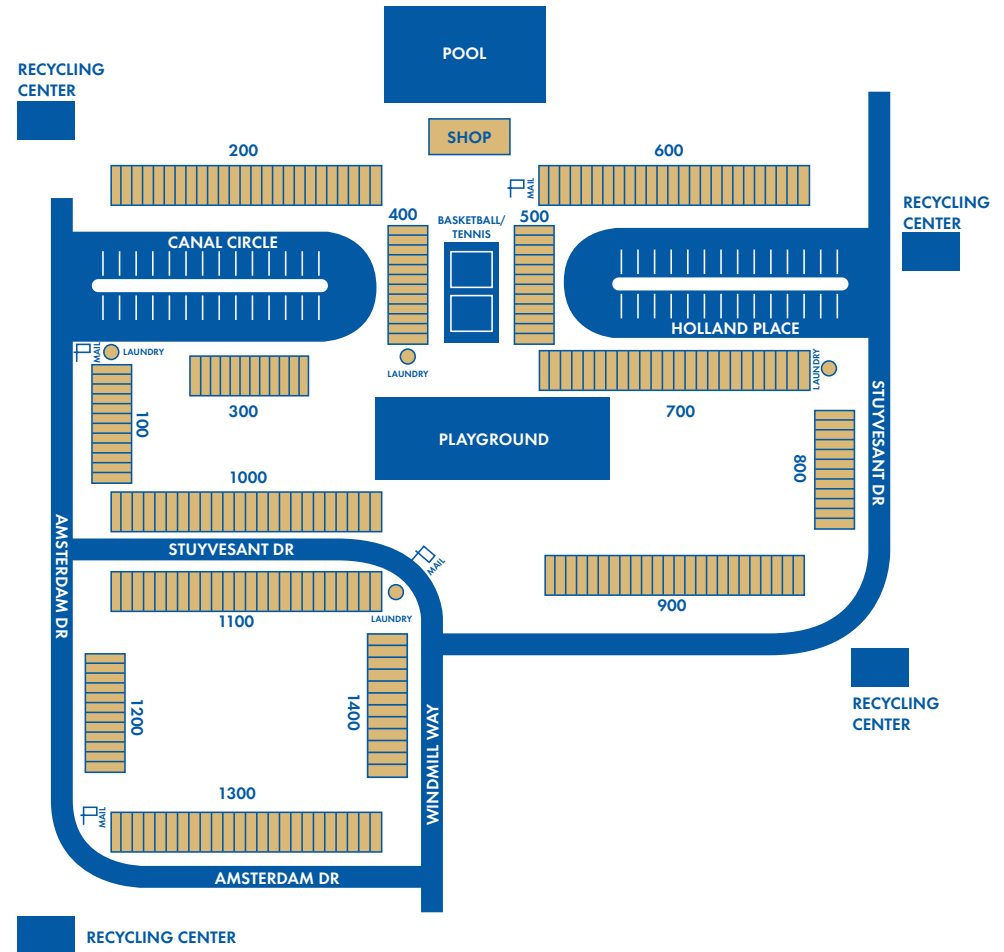 POOL
RECYCLING
CENTER
SHOP
200
600
MAIL
RECYCLING
CENTER
400
BASKETBALL/
TENNIS
500
CANAL CIRCLE
HOLLAND PLACE
MAIL
LAUNDRY
LAUNDRY
LAUNDRY
300
700
100
PLAYGROUND
STUYVESANT DR
800
1000
AMSTERDAM DR
STUYVESANT DR
MAIL
900
1100
LAUNDRY
1200
1400
WINDMILL WAY
RECYCLING
CENTER
1300
MAIL
AMSTERDAM DR
RECYCLING CENTER